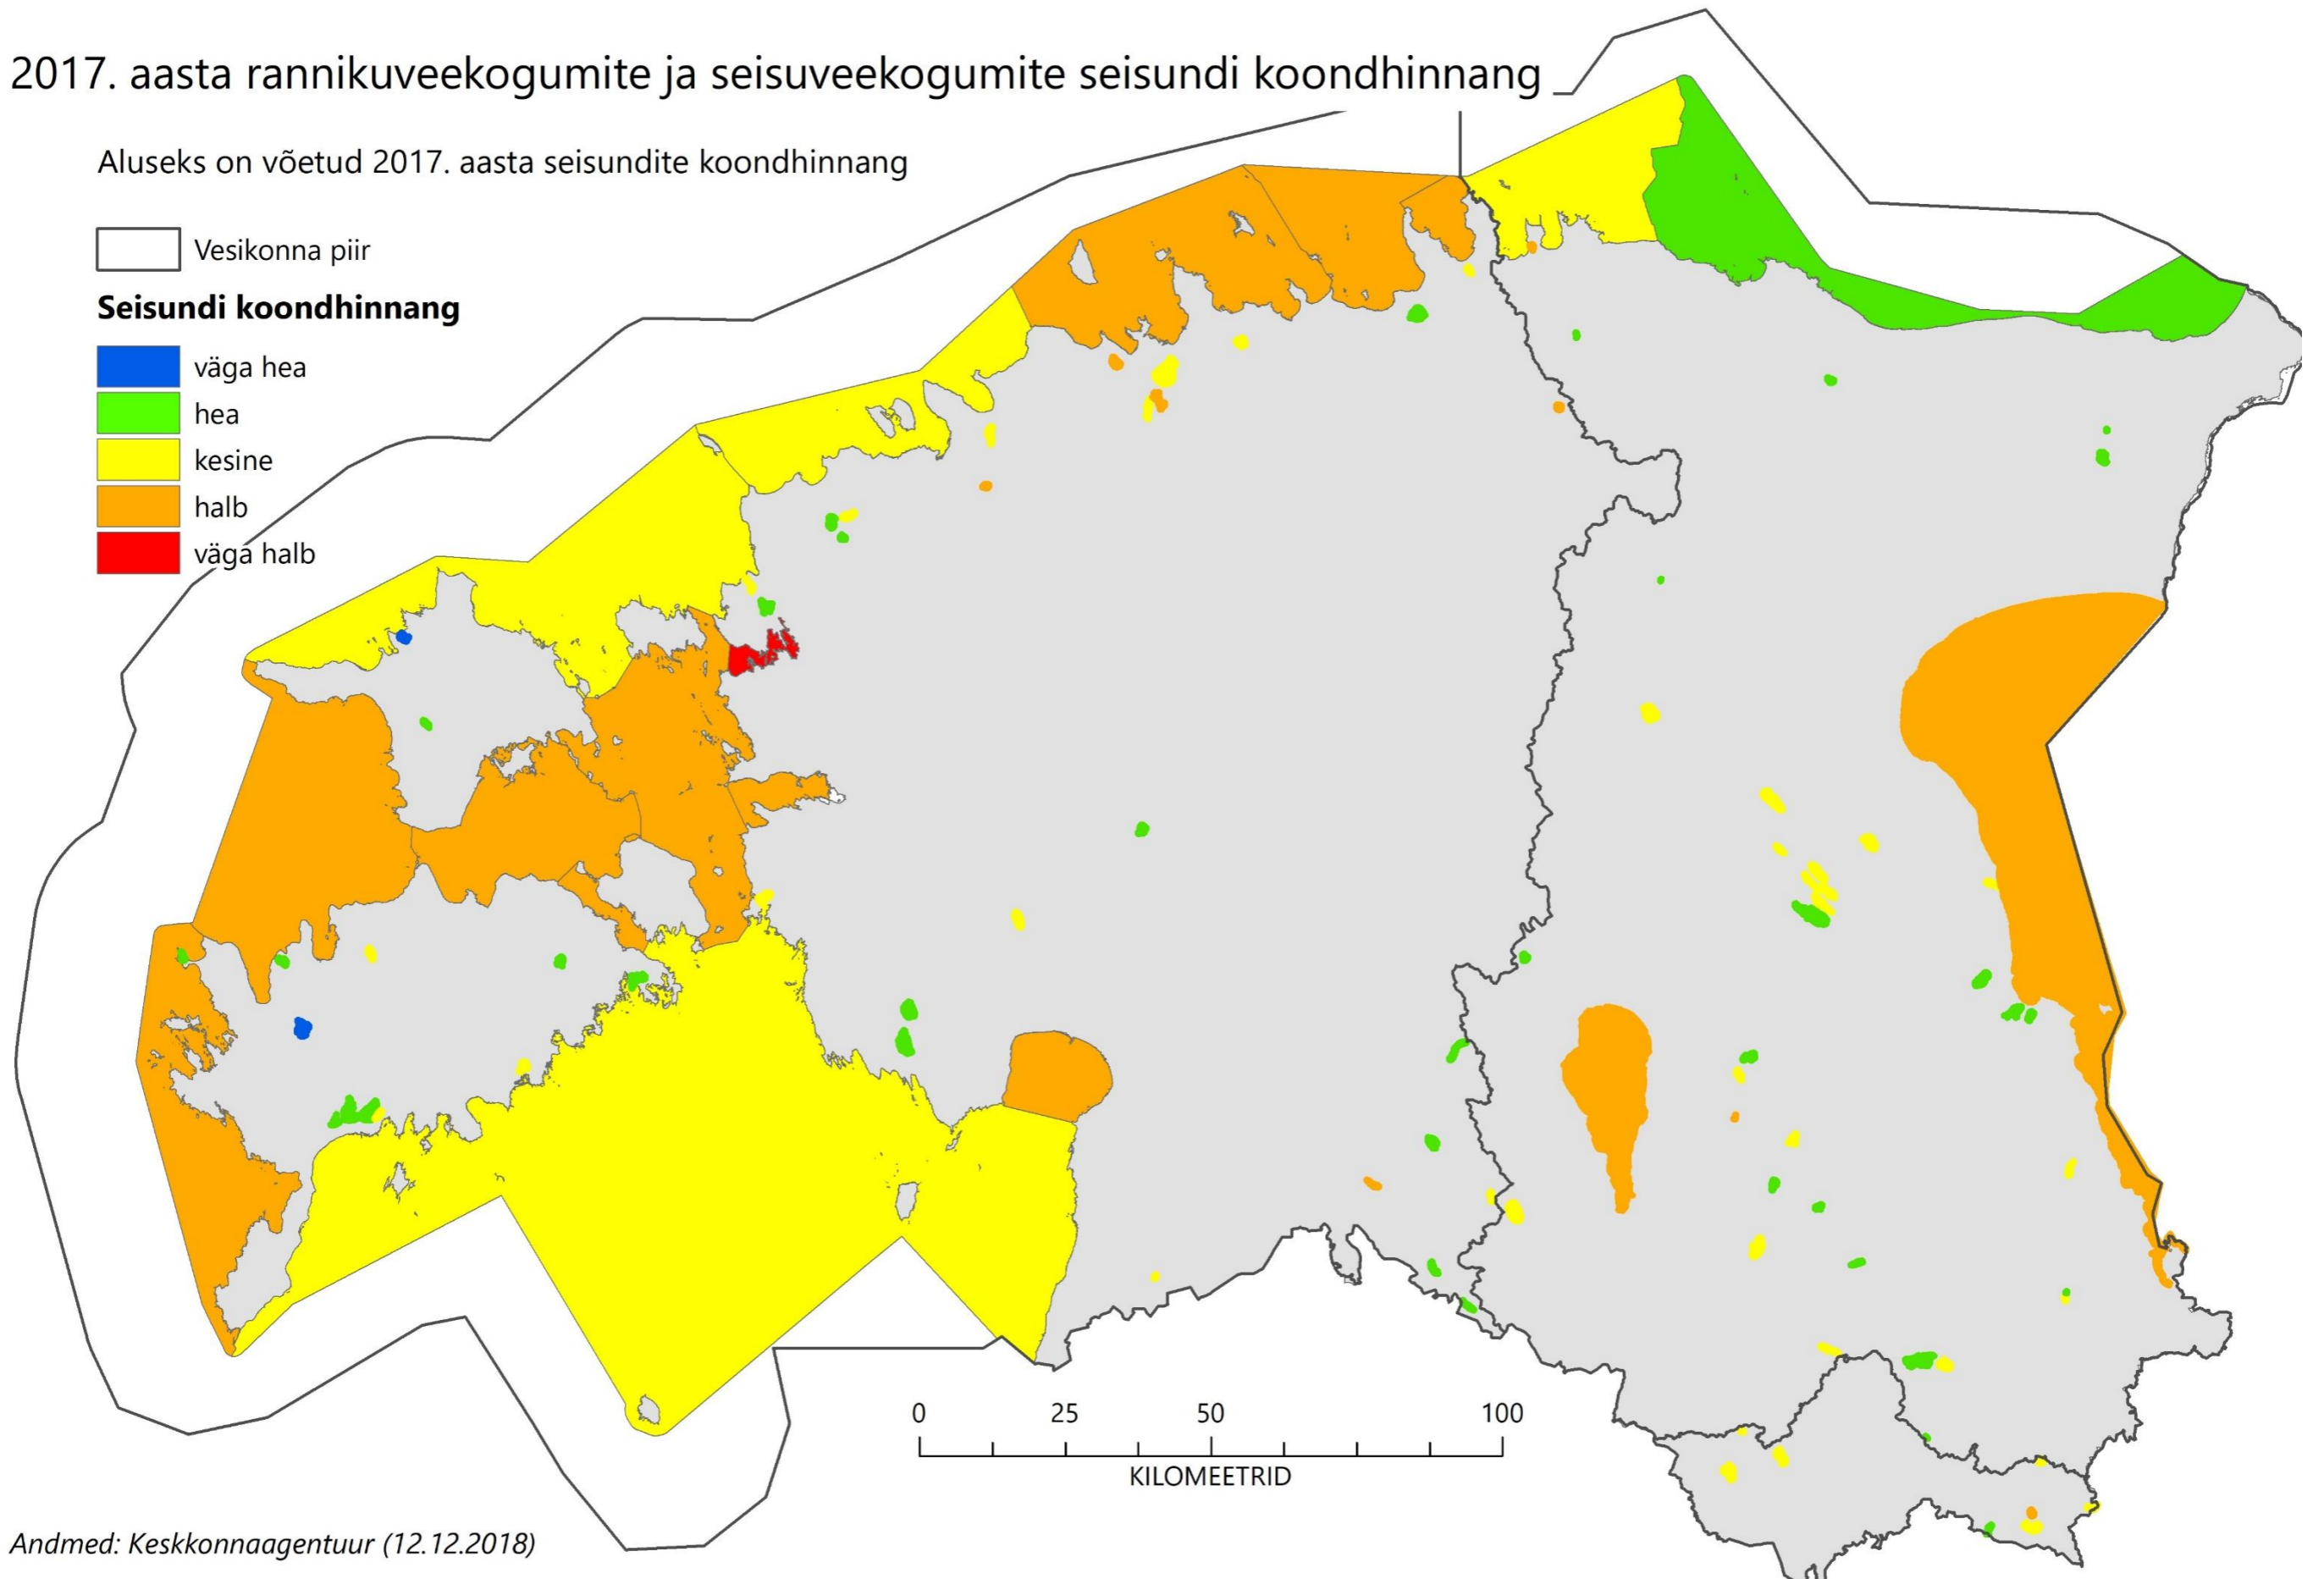 2017. aasta rannikuveekogumite ja seisuveekogumite seisundi koondhinnang
Aluseks on võetud 2017. aasta seisundite koondhinnang
Vesikonna piir
Seisundi koondhinnang
väga hea
hea
kesine
halb
väga halb
0 25 50 100
KILOMEETRID
Andmed: Keskkonnaagentuur (12.12.2018)